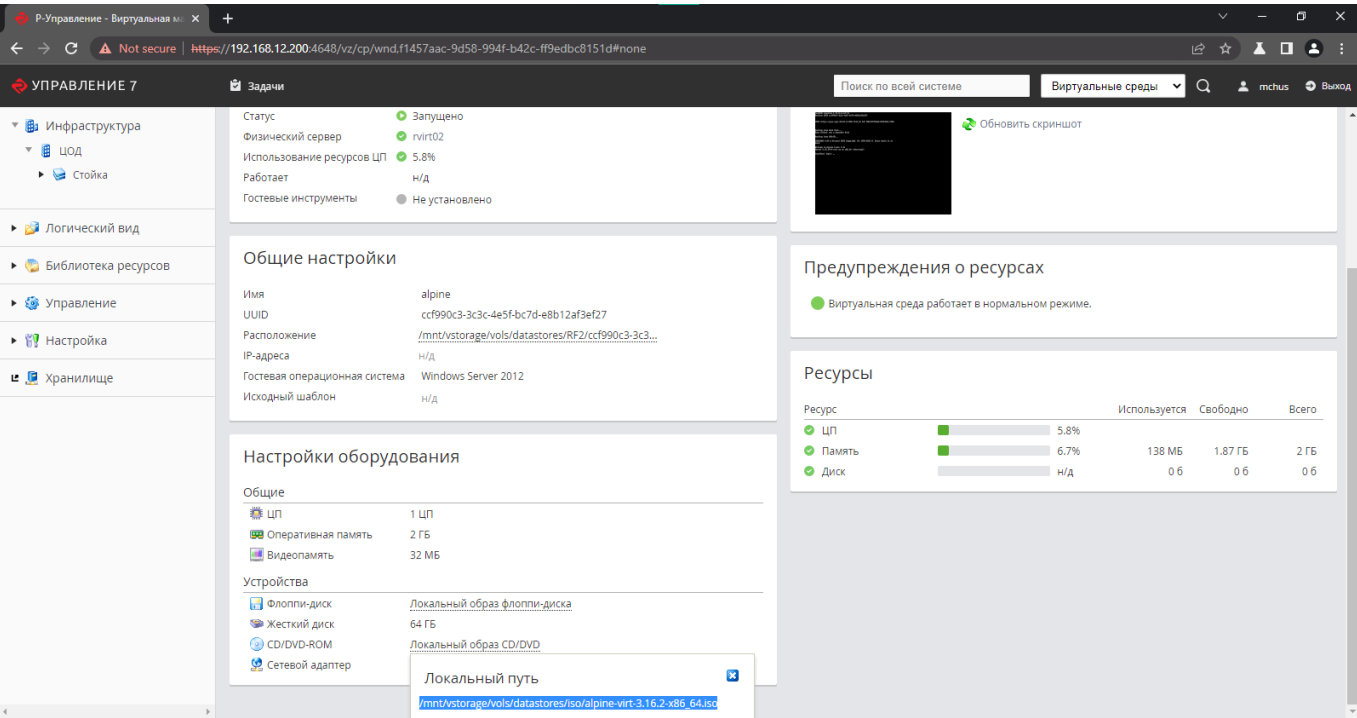 Р-Управление - Виртуальная ма
Not secure | https://192.168.12.200:4648/vz/cp/wnd,f1457aac-9d58-994f-b42c-ff9edbc8151d#none
УПРАВЛЕНИЕ 7
Задачи
Поиск по всей системе
Виртуальные среды
mchus
Выход
Инфраструктура
ЦОД
Стойка
Логический вид
Библиотека ресурсов
Управление
Настройка
Хранилище
Статус Запущено
Физический сервер rvirt02
Использование ресурсов ЦП 5.8%
Работает н/д
Гостевые инструменты Не установлено
Общие настройки
Имя alpine
UUID ccf990c3-3c3c-4e5f-bc7d-e8b12af3ef27
Расположение /mnt/vstorage/vols/datastores/RF2/ccf990c3-3c3...
IP-адреса н/д
Гостевая операционная система Windows Server 2012
Исходный шаблон н/д
Настройки оборудования
Общие
ЦП 1 ЦП
Оперативная память 2 ГБ
Видеопамять 32 МБ
Устройства
Флоппи-диск Локальный образ флоппи-диска
Жесткий диск 64 ГБ
CD/DVD-ROM Локальный образ CD/DVD
Сетевой адаптер
Локальный путь
/mnt/vstorage/vols/datastores/iso/alpine-virt-3.16.2-x86_64.iso
Обновить скриншот
Предупреждения о ресурсах
Виртуальная среда работает в нормальном режиме.
Ресурсы
Ресурс Используется Свободно Всего
ЦП 5.8%
Память 6.7% 138 МБ 1.87 ГБ 2 ГБ
Диск н/д 0 б 0 б 0 б